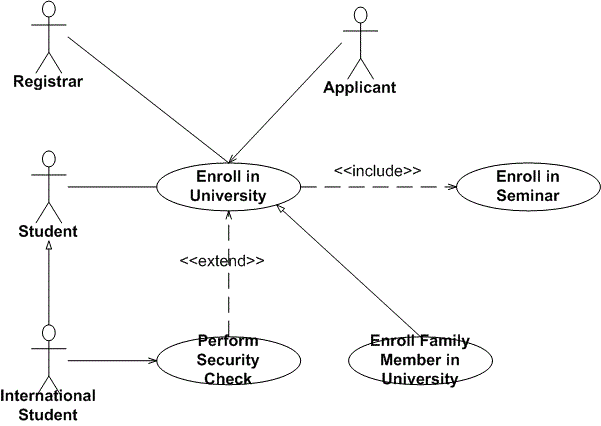 Registrar
Applicant
Enroll in
University
<<include>>
Enroll in
Seminar
Student
<<extend>>
International
Student
Perform
Security
Check
Enroll Family
Member in
University